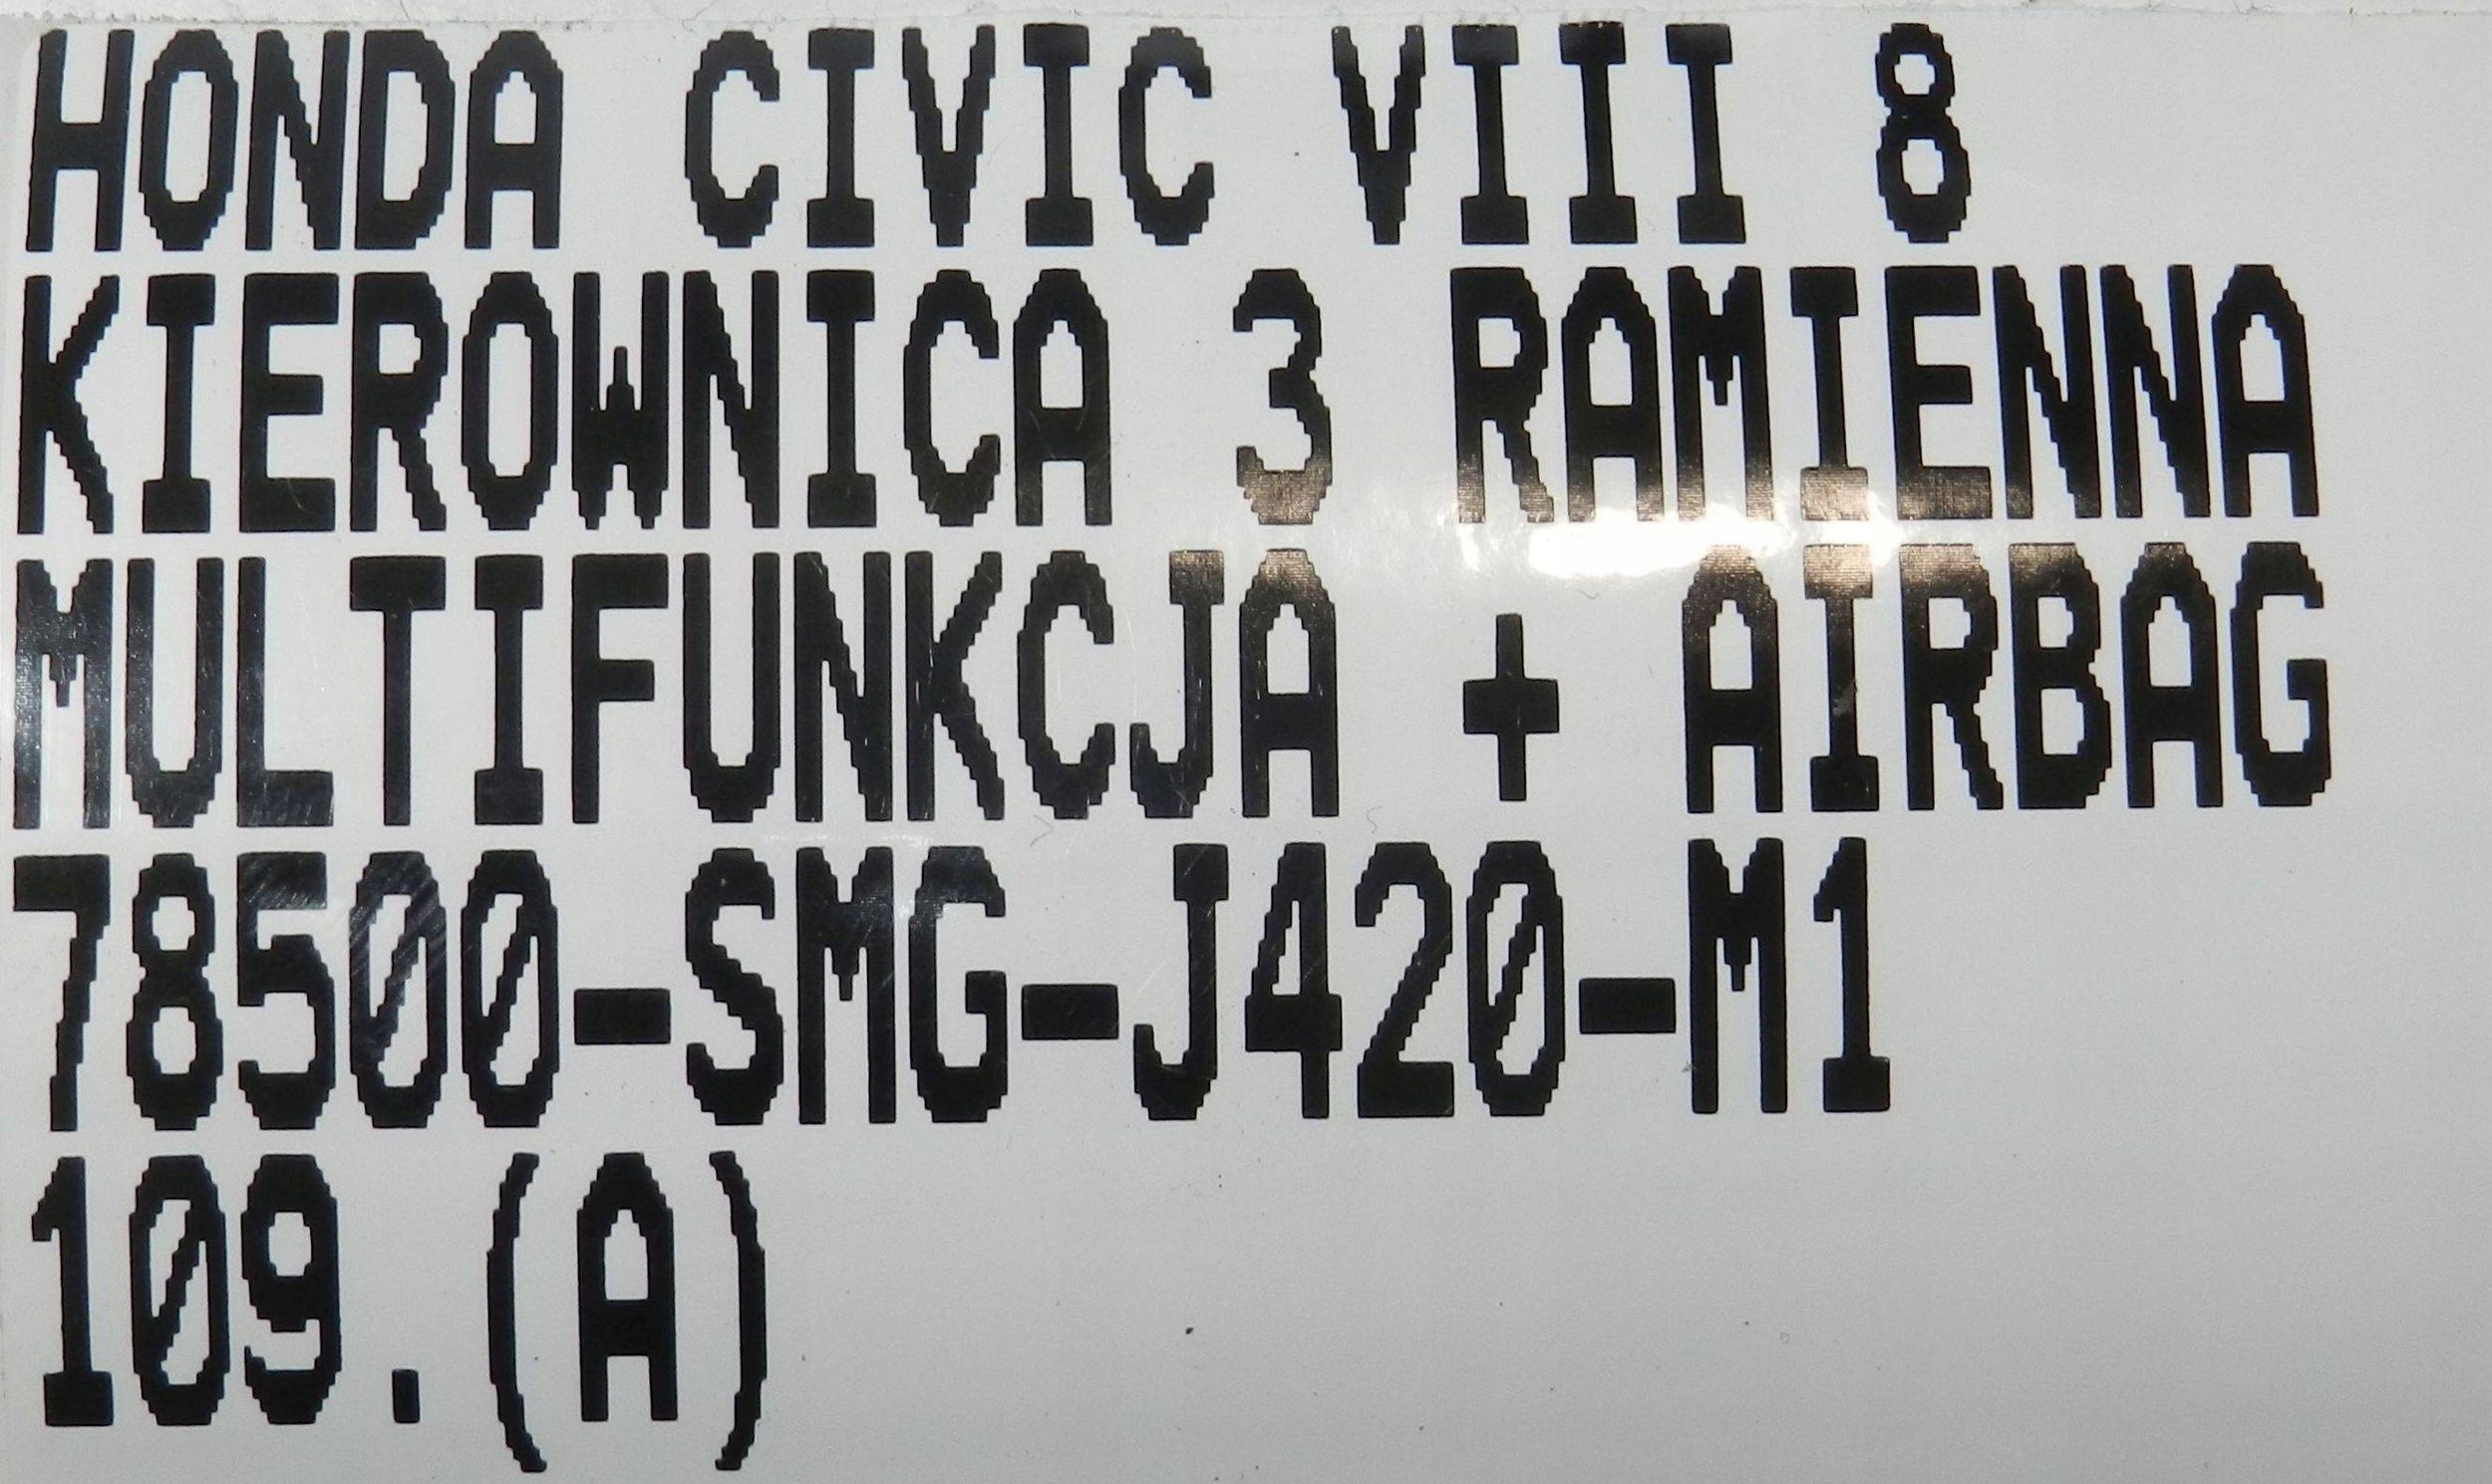 HONDA CIVIC VIII 8
KIEROWNICA 3 RAMIENNA
MULTIFUNKCJA + AIRBAG
78500-SMG-J420-M1
109.(A)